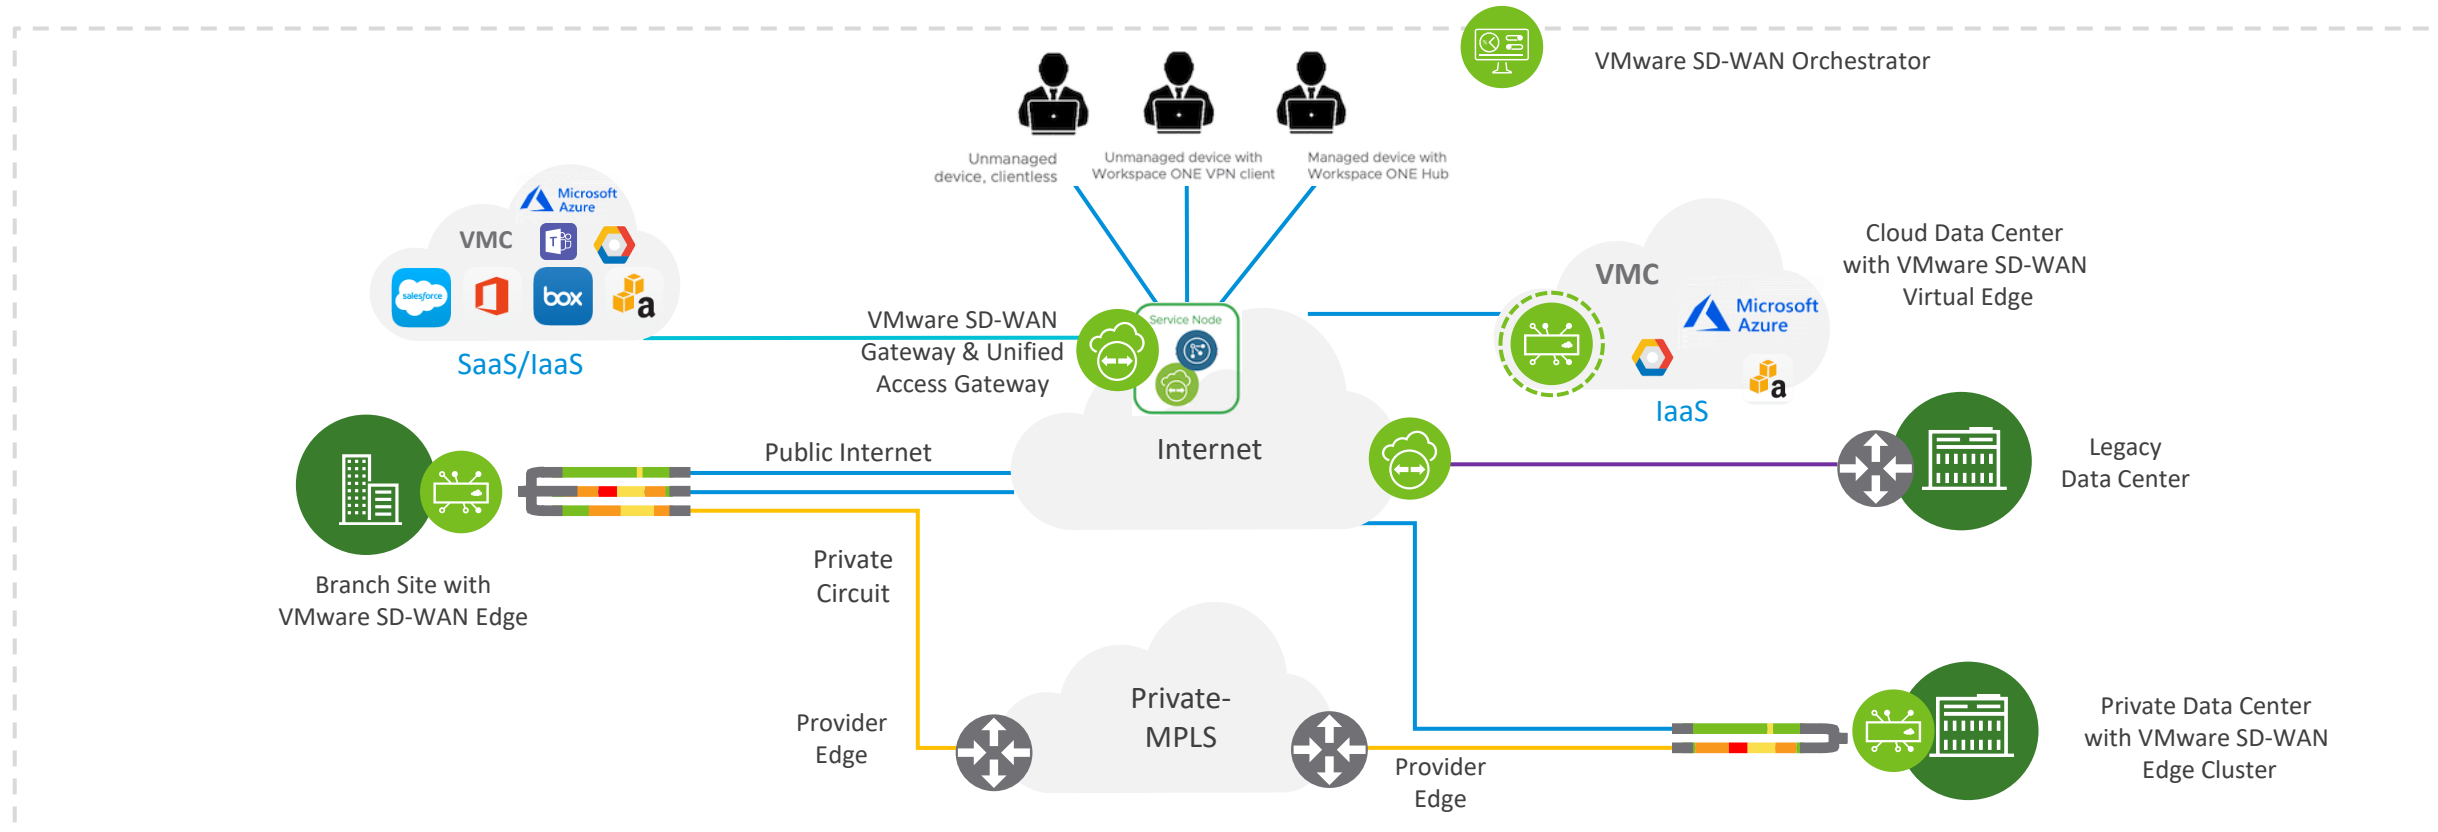 VMware SD-WAN Orchestrator
Unmanaged
device, clientless
Unmanaged device with
Workspace ONE VPN client
Managed device with
Workspace ONE Hub
Microsoft
Azure
VMC
T
salesforce
box
a
SaaS/IaaS
VMware SD-WAN
Gateway & Unified
Access Gateway
Service Node
Internet
VMC
Microsoft
Azure
a
IaaS
Cloud Data Center
with VMware SD-WAN
Virtual Edge
Public Internet
Legacy
Data Center
Branch Site with
VMware SD-WAN Edge
Private
Circuit
Provider
Edge
Private-
MPLS
Provider
Edge
Private Data Center
with VMware SD-WAN
Edge Cluster